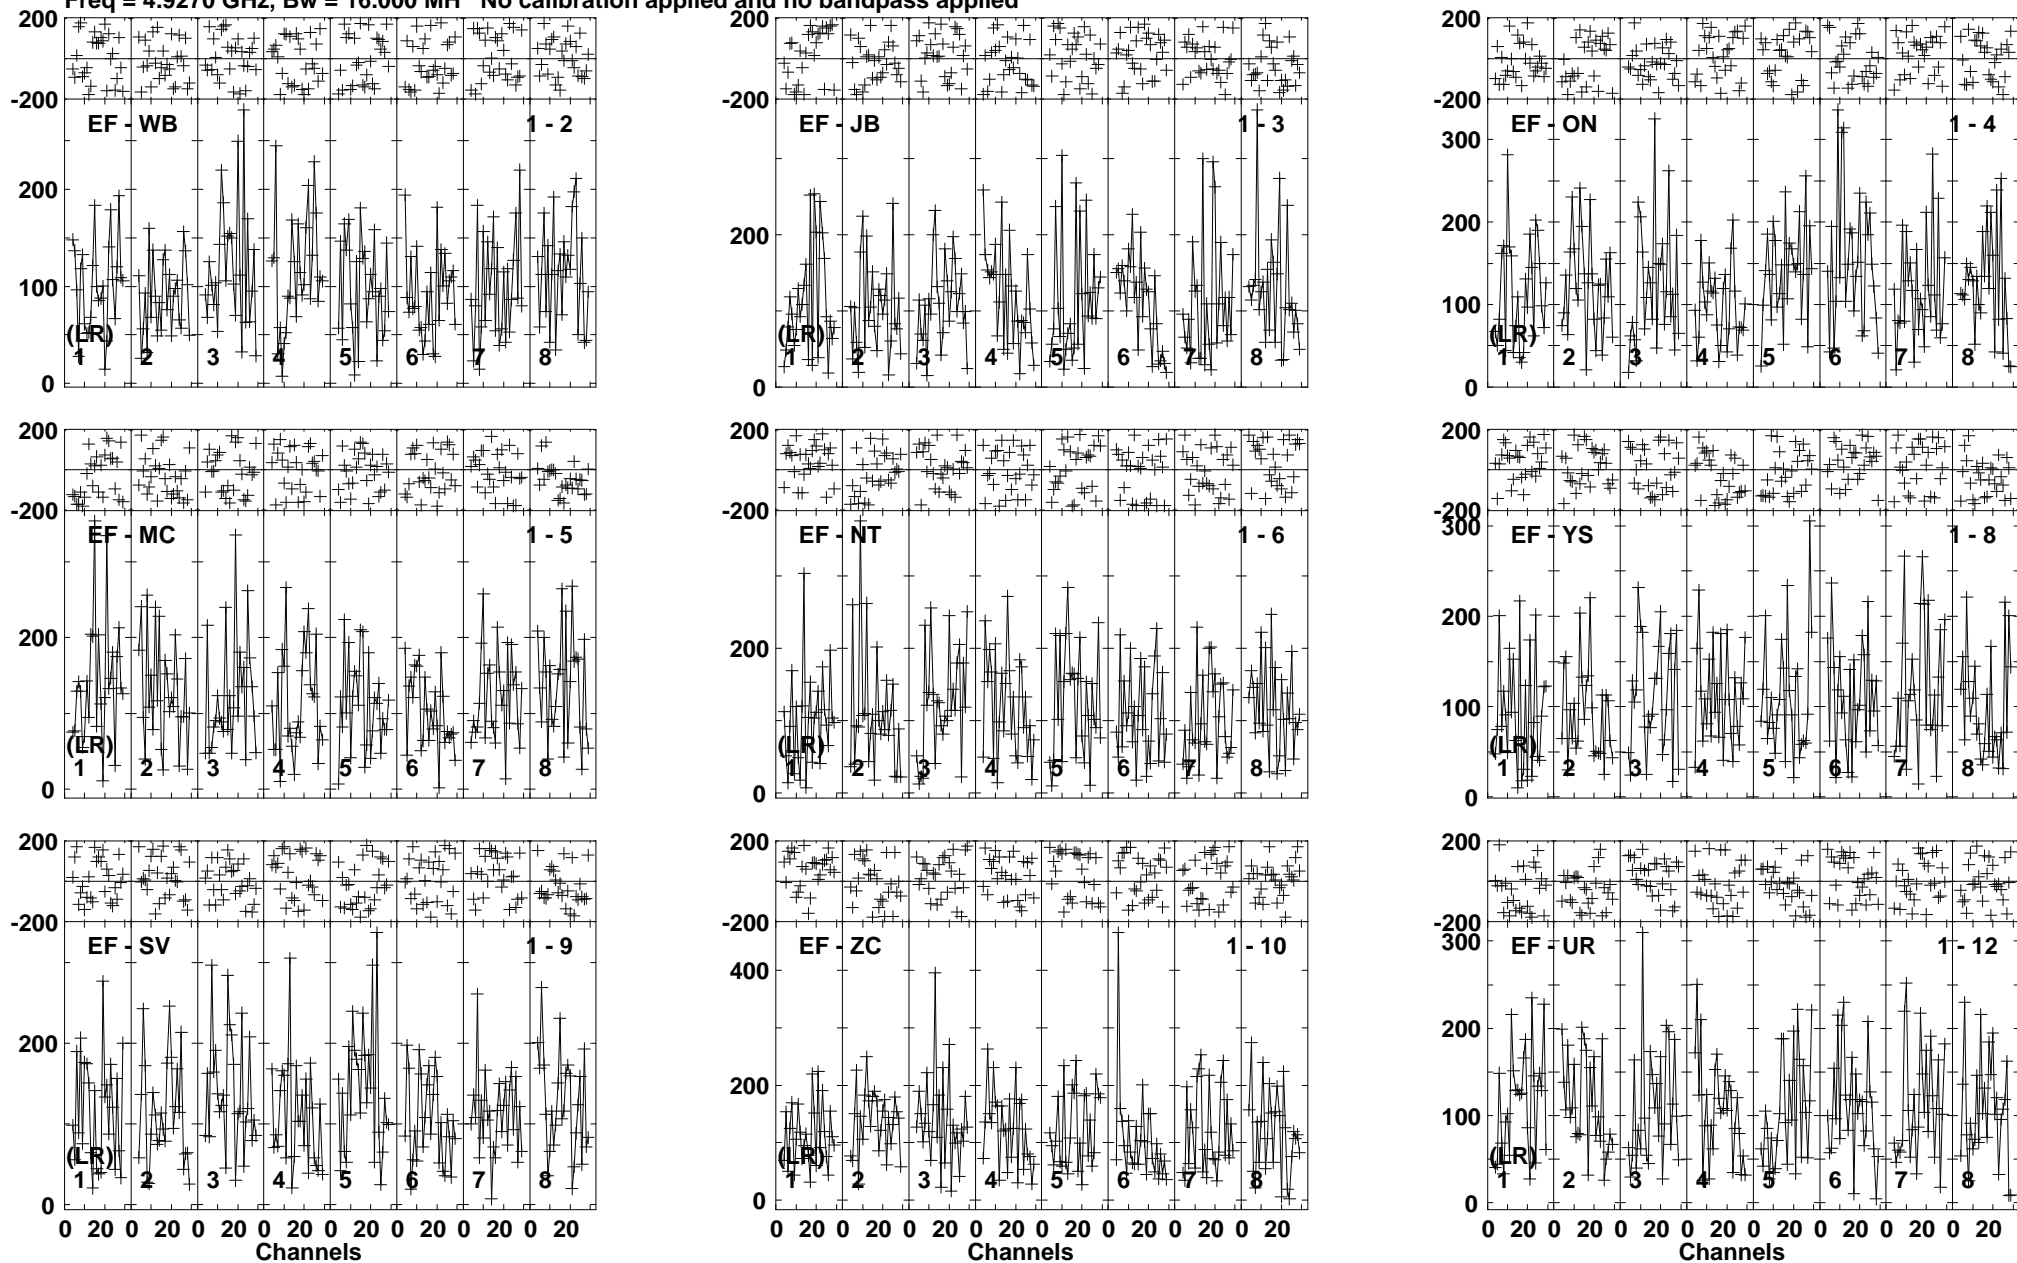 Freq = 4.9270 GHz, Bw = 16.000 MH No calibration applied and no bandpass applied
200 200 200
-200 -200 -200
EF - WB 1 - 2 EF - JB 1 - 3 EF - ON 1 - 4
300
200 200 200
100 100
(LR) (LR) (LR)
1 2 3 4 5 6 7 8 1 2 3 4 5 6 7 8 1 2 3 4 5 6 7 8
0 0 0
200 200 200
-200 -200 -200
300
EF - MC 1 - 5 EF - NT 1 - 6 EF - YS 1 - 8
200 200 200
100
(LR) (LR) (LR)
1 2 3 4 5 6 7 8 1 2 3 4 5 6 7 8 1 2 3 4 5 6 7 8
0 0 0
200 200 200
-200 -200 -200
EF - SV 1 - 9 EF - ZC 1 - 10 300 EF - UR 1 - 12
400
200 200 200
100
(LR) (LR) (LR)
1 2 3 4 5 6 7 8 1 2 3 4 5 6 7 8 1 2 3 4 5 6 7 8
0 0 0
0 20 0 20 0 20 0 20 0 20 0 20 0 20 0 20 0 20 0 20 0 20 0 20 0 20 0 20 0 20 0 20 0 20 0 20 0 20 0 20 0 20 0 20 0 20 0 20
Channels Channels Channels